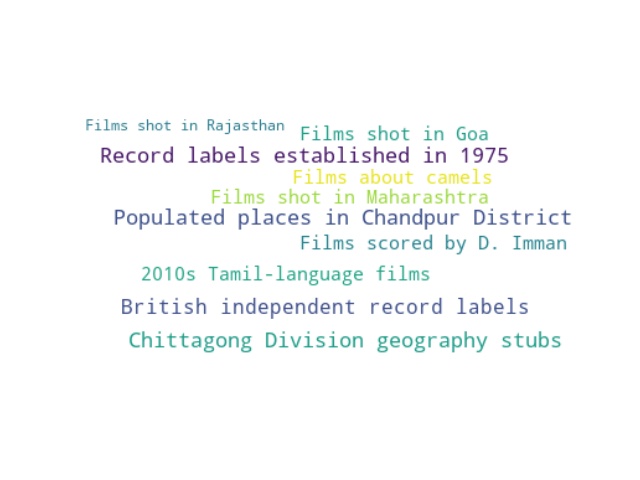 Films shot in Rajasthan
Films shot in Goa
Record labels established in 1975
Films about camels
Films shot in Maharashtra
Populated places in Chandpur District
Films scored by D. Imman
2010s Tamil-language films
British independent record labels
Chittagong Division geography stubs